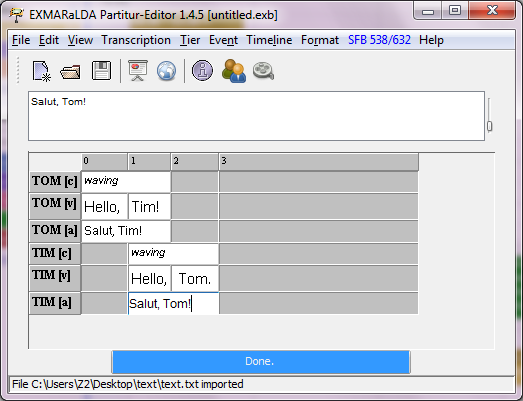 EXMARaLDA Partitur-Editor 1.4.5 [untitled.exb]
File Edit View Transcription Tier Event Timeline Format SFB 538/632 Help
Salut, Tom!
0 1 2 3
TOM [c] waving
TOM [v] Hello, Tim!
TOM [a] Salut, Tim!
TIM [c] waving
TIM [v] Hello, Tom.
TIM [a] Salut, Tom!
Done.
File C:\Users\Z2\Desktop\text\text.txt imported